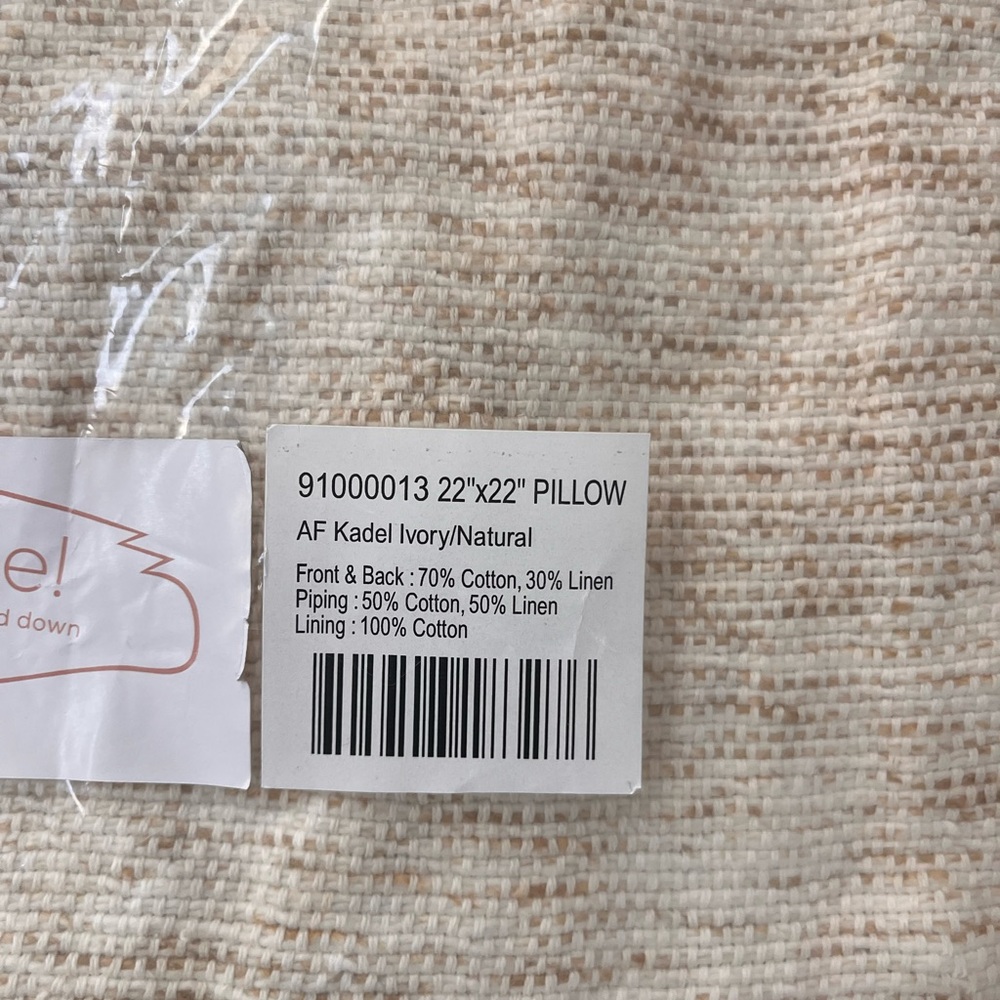 e!
d down
91000013 22"x22" PILLOW
AF Kadel Ivory/Natural
Front & Back : 70% Cotton, 30% Linen
Piping : 50% Cotton, 50% Linen
Lining : 100% Cotton